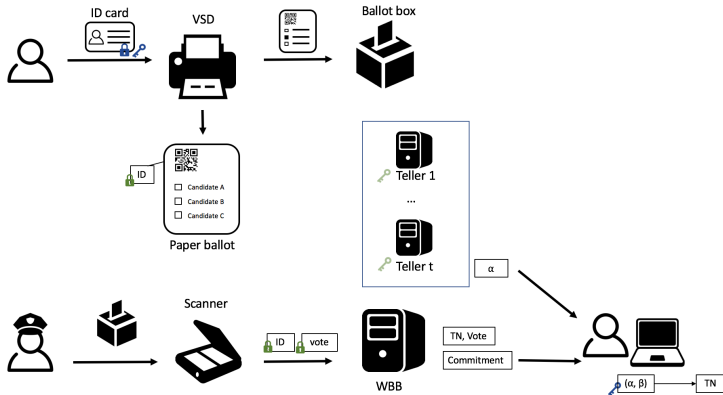 ID card
VSD
Ballot box
ID
Candidate A
Candidate B
Candidate C
Paper ballot
Teller 1
...
Teller t
α
Scanner
ID
vote
WBB
TN, Vote
Commitment
(α, β)
TN